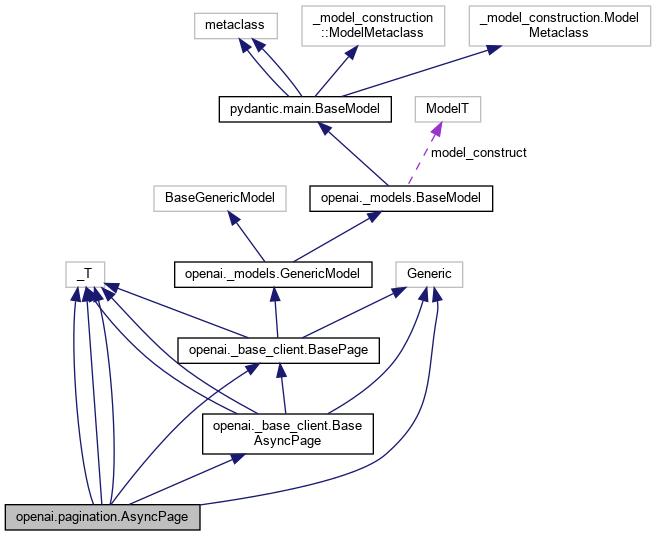 metaclass
_model_construction
::ModelMetaclass
_model_construction.Model
Metaclass
pydantic.main.BaseModel
ModelT
model_construct
BaseGenericModel
openai._models.BaseModel
_T
openai._models.GenericModel
Generic
openai._base_client.BasePage
openai._base_client.Base
AsyncPage
openai.pagination.AsyncPage